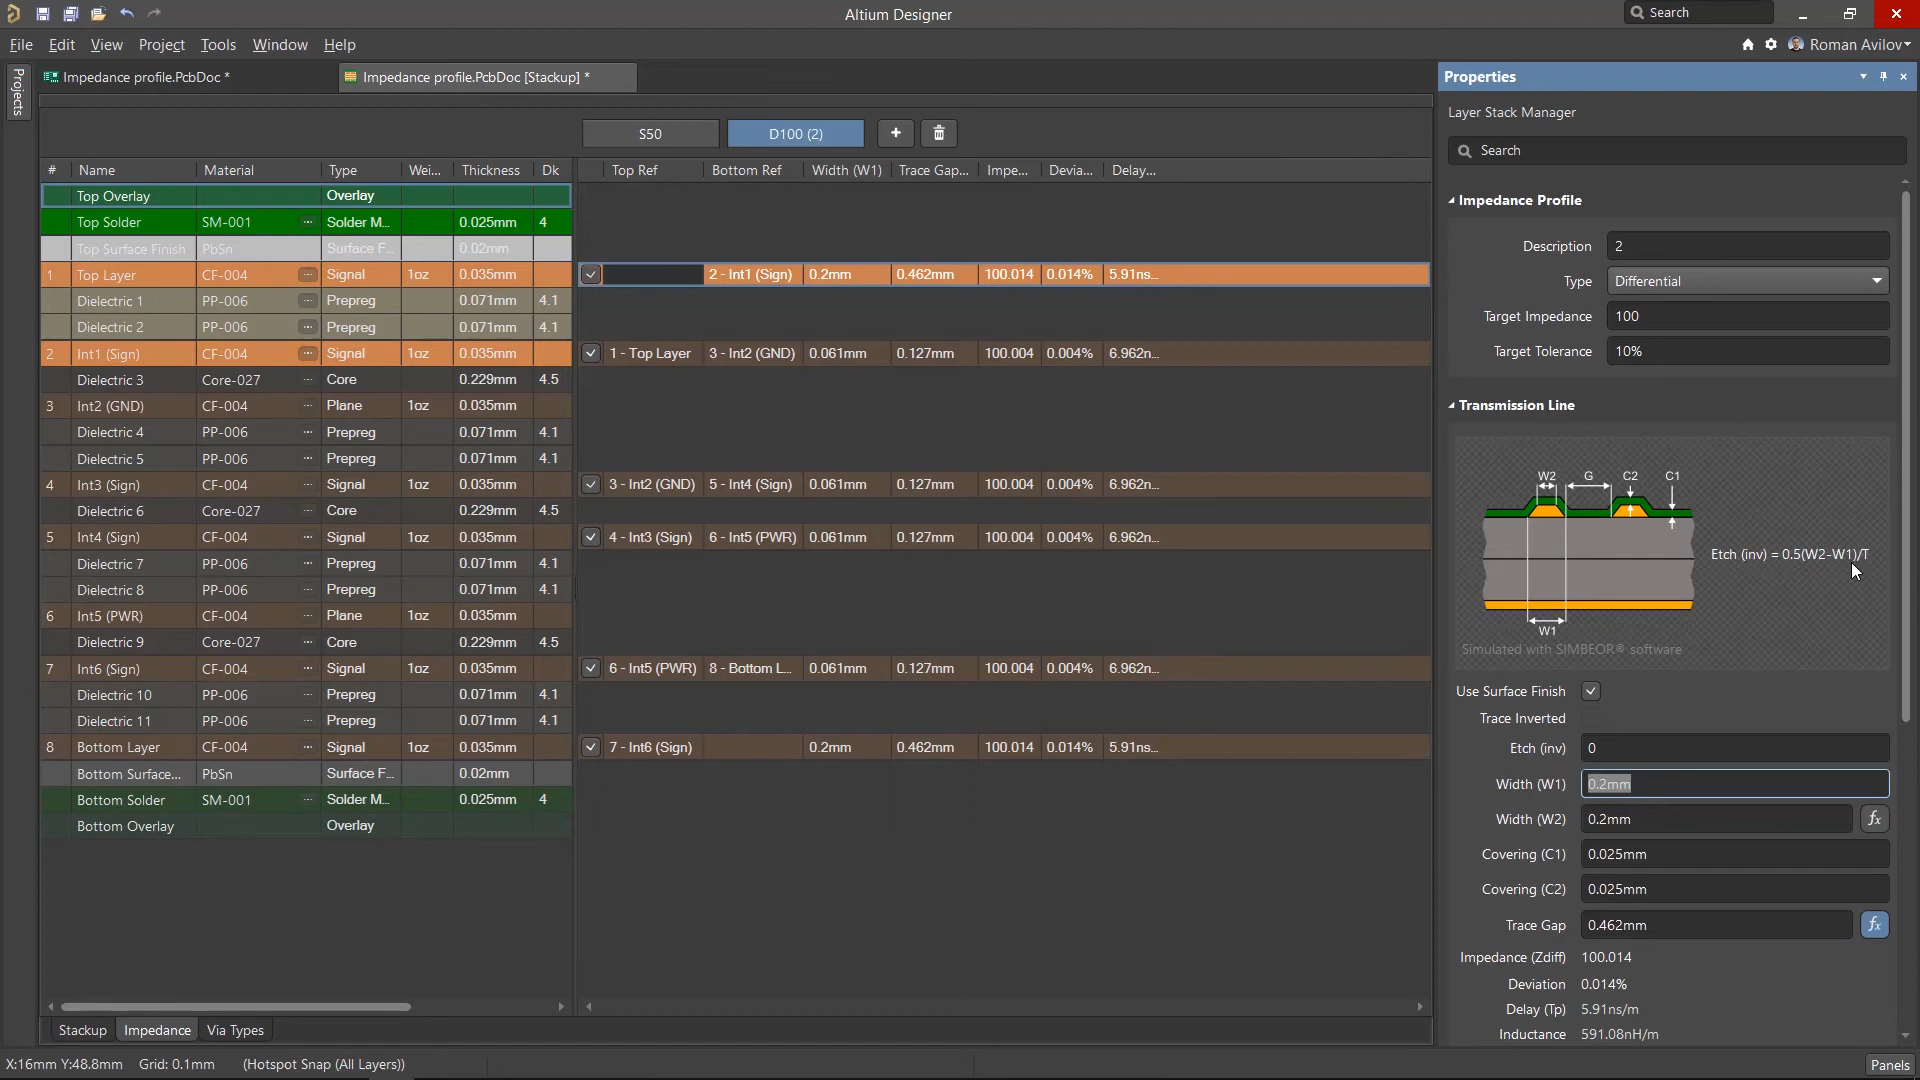 Altium Designer
Search
File Edit View Project Tools Window Help
Roman Avilov
Projects
Impedance profile.PcbDoc *
Impedance profile.PcbDoc [Stackup] *
S50
D100 (2)
+
# Name Material Type Wei... Thickness Dk
Top Ref Bottom Ref Width (W1) Trace Gap... Impe... Devia... Delay...
Top Overlay Overlay
Top Solder SM-001 ... Solder M... 0.025mm 4
Top Surface Finish PbSn Surface F... 0.02mm
1 Top Layer CF-004 ... Signal 1oz 0.035mm 2 - Int1 (Sign) 0.2mm 0.462mm 100.014 0.014% 5.91ns...
Dielectric 1 PP-006 ... Prepreg 0.071mm 4.1
Dielectric 2 PP-006 ... Prepreg 0.071mm 4.1
2 Int1 (Sign) CF-004 ... Signal 1oz 0.035mm 1 - Top Layer 3 - Int2 (GND) 0.061mm 0.127mm 100.004 0.004% 6.962n...
Dielectric 3 Core-027 ... Core 0.229mm 4.5
3 Int2 (GND) CF-004 ... Plane 1oz 0.035mm
Dielectric 4 PP-006 ... Prepreg 0.071mm 4.1
Dielectric 5 PP-006 ... Prepreg 0.071mm 4.1
4 Int3 (Sign) CF-004 ... Signal 1oz 0.035mm 3 - Int2 (GND) 5 - Int4 (Sign) 0.061mm 0.127mm 100.004 0.004% 6.962n...
Dielectric 6 Core-027 ... Core 0.229mm 4.5
5 Int4 (Sign) CF-004 ... Signal 1oz 0.035mm 4 - Int3 (Sign) 6 - Int5 (PWR) 0.061mm 0.127mm 100.004 0.004% 6.962n...
Dielectric 7 PP-006 ... Prepreg 0.071mm 4.1
Dielectric 8 PP-006 ... Prepreg 0.071mm 4.1
6 Int5 (PWR) CF-004 ... Plane 1oz 0.035mm
Dielectric 9 Core-027 ... Core 0.229mm 4.5
7 Int6 (Sign) CF-004 ... Signal 1oz 0.035mm 6 - Int5 (PWR) 8 - Bottom L... 0.061mm 0.127mm 100.004 0.004% 6.962n...
Dielectric 10 PP-006 ... Prepreg 0.071mm 4.1
Dielectric 11 PP-006 ... Prepreg 0.071mm 4.1
8 Bottom Layer CF-004 ... Signal 1oz 0.035mm 7 - Int6 (Sign) 0.2mm 0.462mm 100.014 0.014% 5.91ns...
Bottom Surface... PbSn Surface F... 0.02mm
Bottom Solder SM-001 ... Solder M... 0.025mm 4
Bottom Overlay Overlay
Stackup Impedance Via Types
X:16mm Y:48.8mm Grid: 0.1mm (Hotspot Snap (All Layers))
Properties
Layer Stack Manager
Search
Impedance Profile
Description 2
Type Differential
Target Impedance 100
Target Tolerance 10%
Transmission Line
W2 G C2 C1
Etch (inv) = 0.5(W2-W1)/T
W1
Simulated with SIMBEOR® software
Use Surface Finish
Trace Inverted
Etch (inv) 0
Width (W1) 0.2mm
Width (W2) 0.2mm fx
Covering (C1) 0.025mm
Covering (C2) 0.025mm
Trace Gap 0.462mm fx
Impedance (Zdiff) 100.014
Deviation 0.014%
Delay (Tp) 5.91ns/m
Inductance 591.08nH/m
Panels